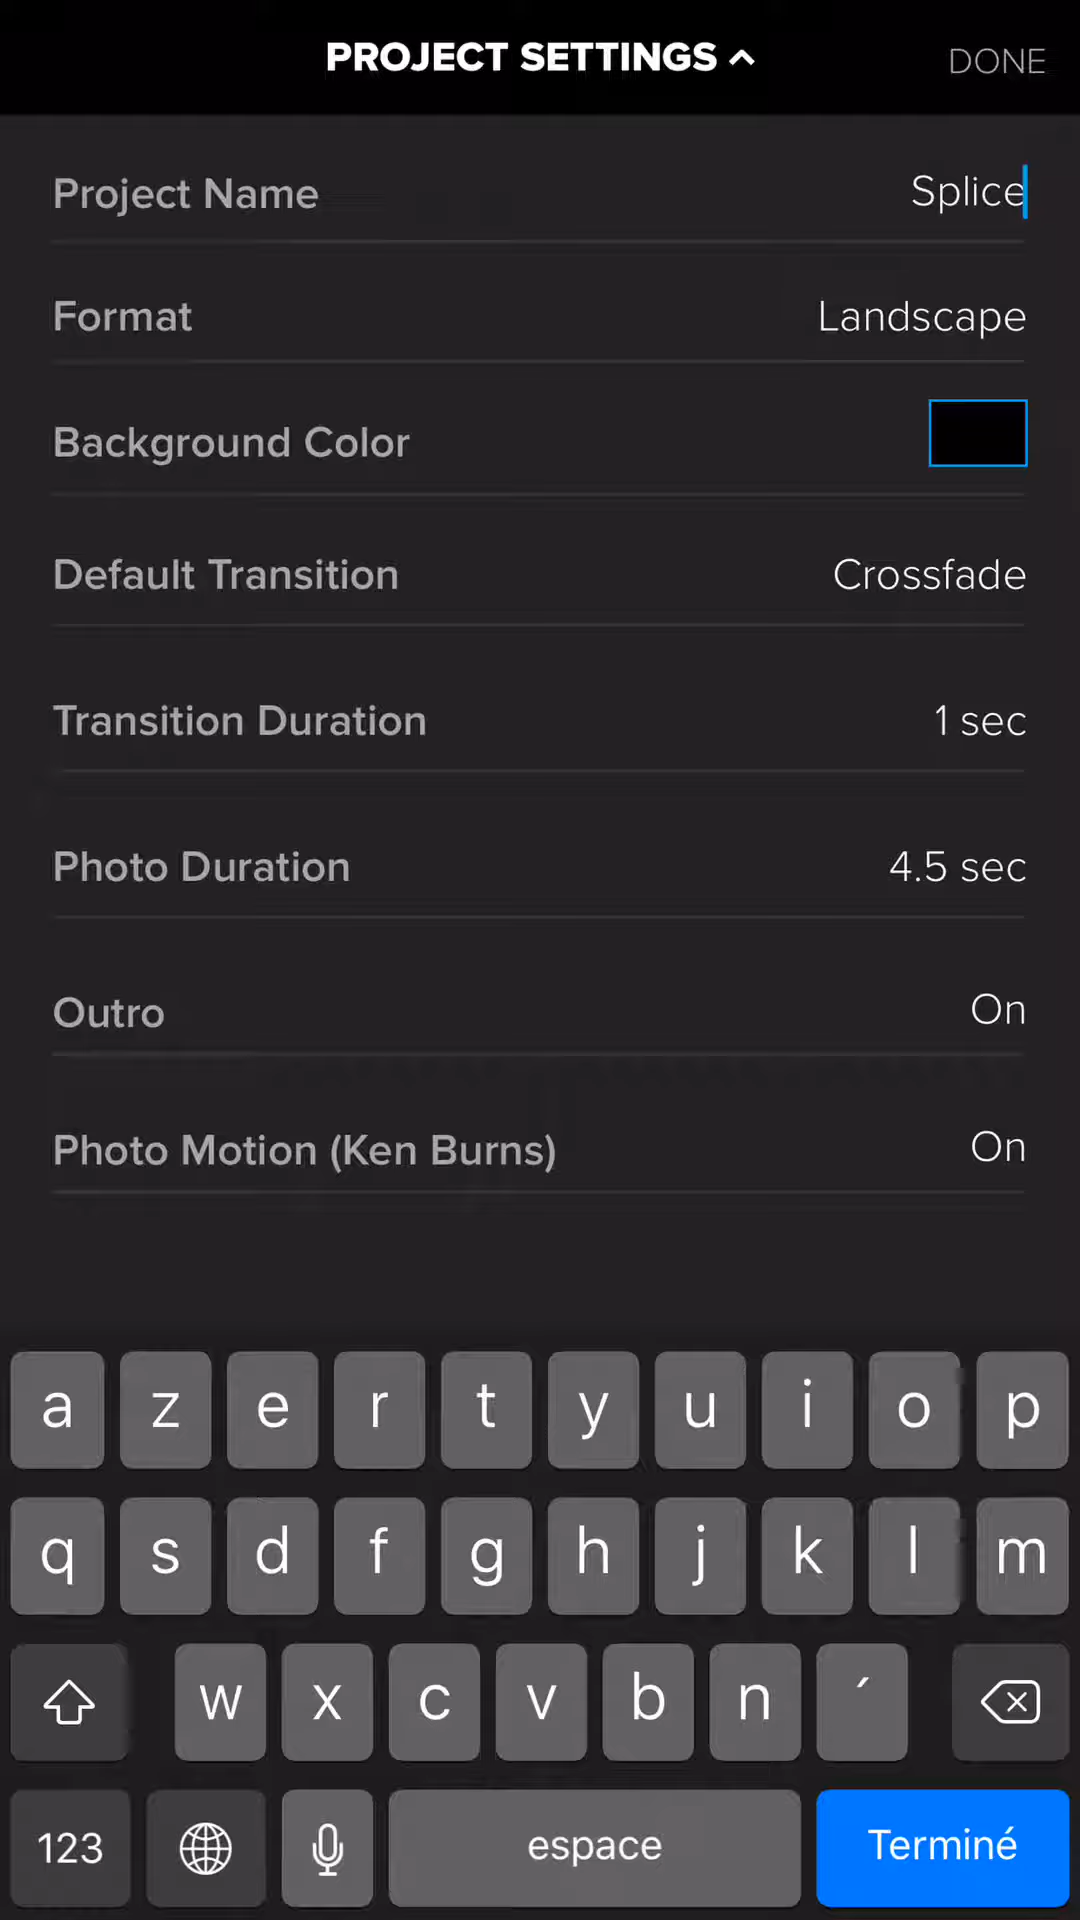 PROJECT SETTINGS
DONE
Project Name Splice
Format Landscape
Background Color
Default Transition Crossfade
Transition Duration 1 sec
Photo Duration 4.5 sec
Outro On
Photo Motion (Ken Burns) On
a z e r t y u i o p
q s d f g h j k l m
w x c v b n ´
123 espace Terminé